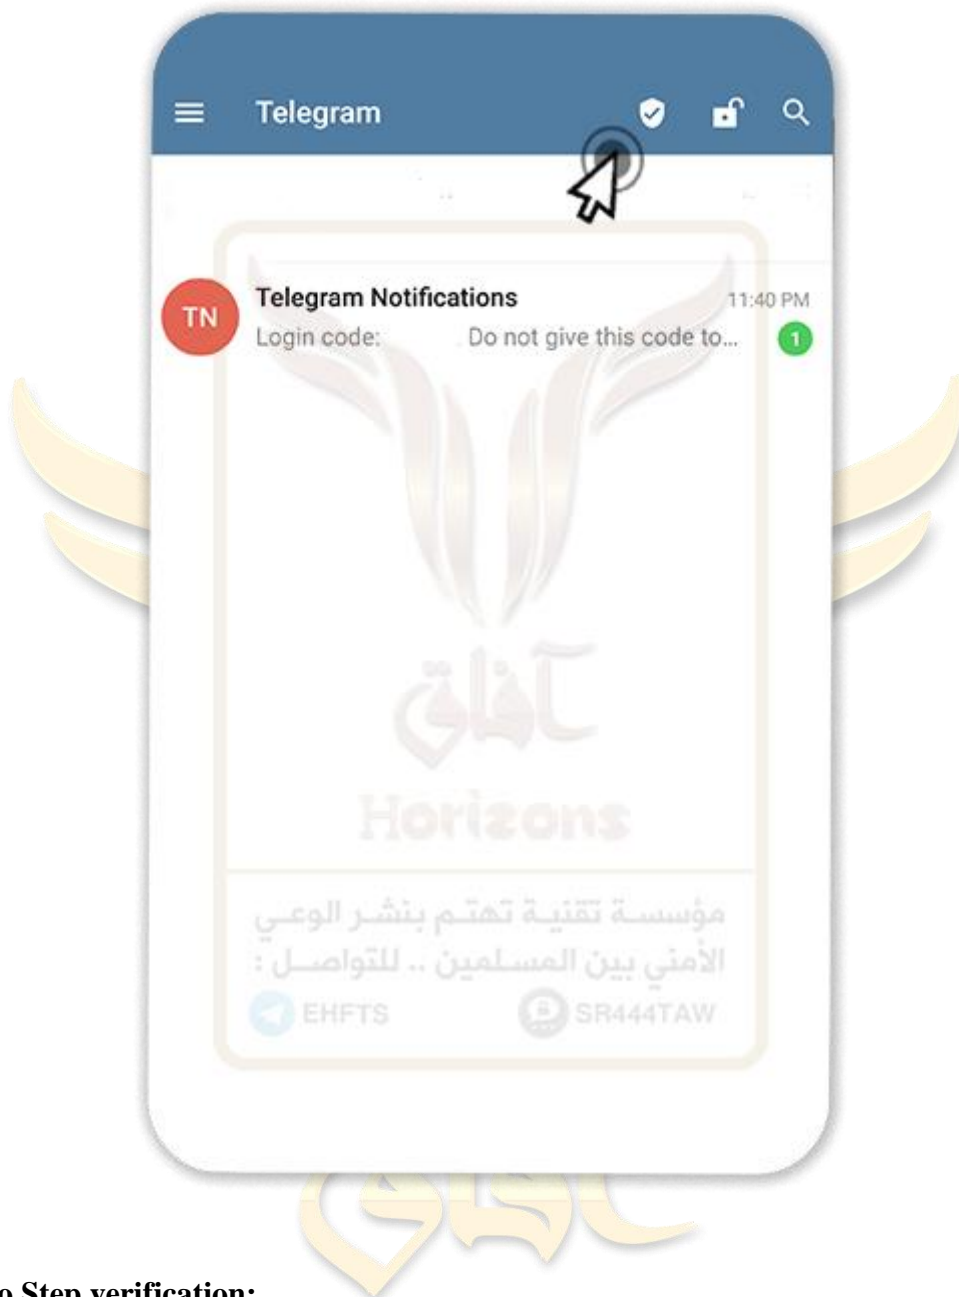 Telegram
Telegram Notifications
11:40 PM
TN
Login code:
Do not give this code to...
1
آفاق
Horizons
مؤسسة تقنية تهتم بنشر الوعي
الأمني بين المسلمين .. للتواصل :
EHFTS
SR444TAW
آفاق
Step verification: